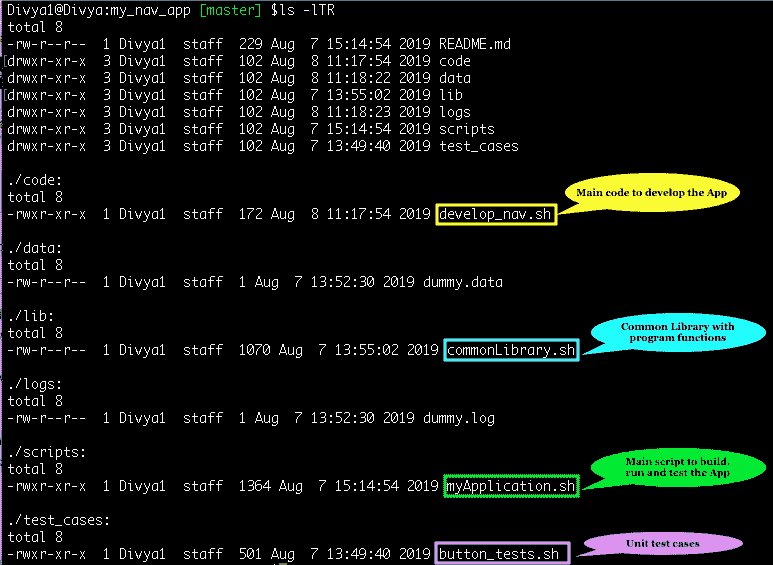 Divya1@Divya:my_nav_app [master] $ls -lTR
total 8
-rw-r--r--  1 Divya1  staff  229 Aug  7 15:14:54 2019 README.md
drwxr-xr-x  3 Divya1  staff  102 Aug  8 11:17:54 2019 code
drwxr-xr-x  3 Divya1  staff  102 Aug  8 11:18:22 2019 data
drwxr-xr-x  3 Divya1  staff  102 Aug  7 13:55:02 2019 lib
drwxr-xr-x  3 Divya1  staff  102 Aug  8 11:18:23 2019 logs
drwxr-xr-x  3 Divya1  staff  102 Aug  7 15:14:54 2019 scripts
drwxr-xr-x  3 Divya1  staff  102 Aug  7 13:49:40 2019 test_cases
./code:
total 8
-rwxr-xr-x  1 Divya1  staff  172 Aug  8 11:17:54 2019 develop_nav.sh
Main code to develop the App
./data:
total 8
-rw-r--r--  1 Divya1  staff  1 Aug  7 13:52:30 2019 dummy.data
./lib:
total 8
-rw-r--r--  1 Divya1  staff  1070 Aug  7 13:55:02 2019 commonLibrary.sh
Common Library with
program functions
./logs:
total 8
-rw-r--r--  1 Divya1  staff  1 Aug  7 13:52:30 2019 dummy.log
./scripts:
total 8
-rwxr-xr-x  1 Divya1  staff  1364 Aug  7 15:14:54 2019 myApplication.sh
Main script to build,
run and test the App
./test_cases:
total 8
-rwxr-xr-x  1 Divya1  staff  501 Aug  7 13:49:40 2019 button_tests.sh
Unit test cases